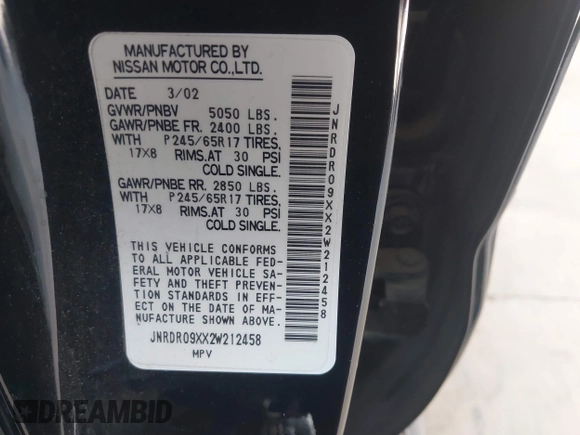 MANUFACTURED BY
NISSAN MOTOR CO.,LTD.
DATE 3/02
GVWR/PNBV 5050 LBS.
GAWR/PNBE FR. 2400 LBS.
WITH P245/65R17 TIRES,
17X8 RIMS.AT 30 PSI
COLD SINGLE.
GAWR/PNBE RR. 2850 LBS.
WITH P245/65R17 TIRES,
17X8 RIMS.AT 30 PSI
COLD SINGLE.
THIS VEHICLE CONFORMS
TO ALL APPLICABLE FED-
ERAL MOTOR VEHICLE SA-
FETY AND THEFT PREVEN-
TION STANDARDS IN EFF-
ECT ON THE DATE OF MA-
NUFACTURE SHOWN ABOVE.
JNRDR09XX2W212458
MPV
JNRDR09XX2W212458
DREAMBID